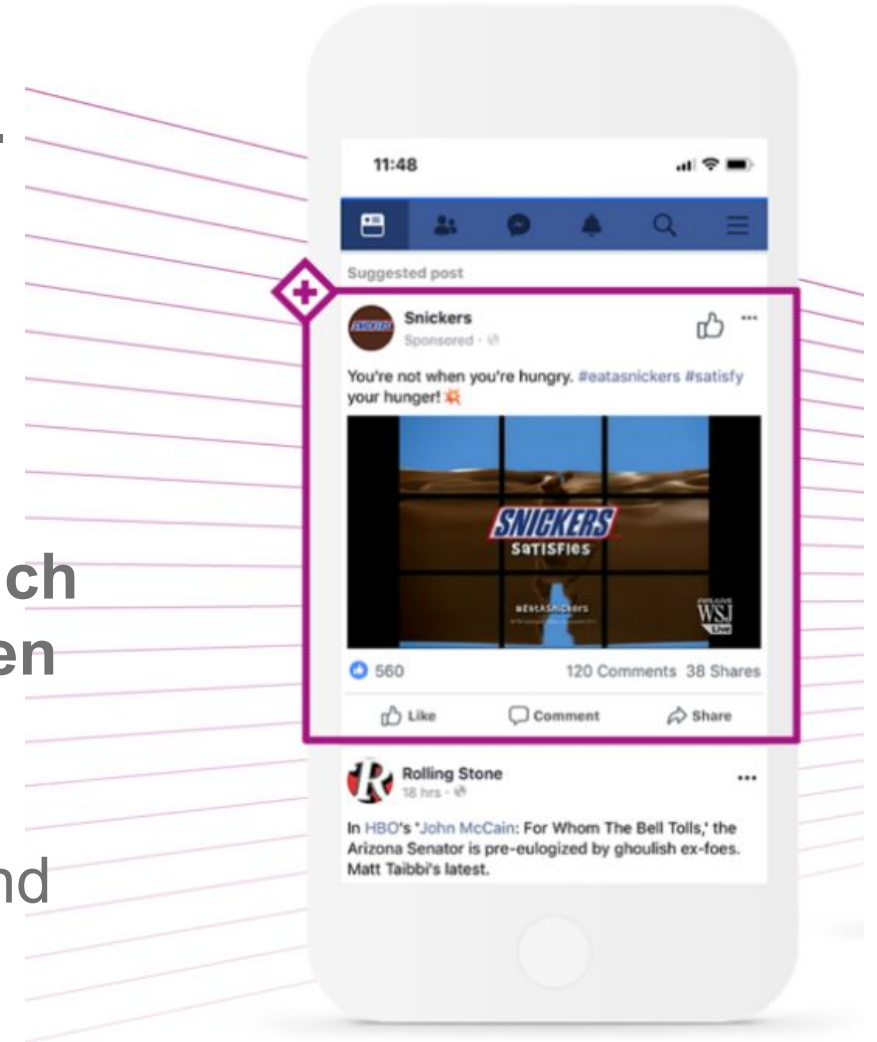 ch
en
nd
11:48
Suggested post
SNICKERS
Snickers
Sponsored
You're not when you're hungry. #eatasnickers #satisfy
your hunger! 💥
SNICKERS
SATISFIES
#EATASNICKERS
WSJ
Live
560
120 Comments 38 Shares
Like Comment Share
R
Rolling Stone
18 hrs
In HBO's 'John McCain: For Whom The Bell Tolls,' the
Arizona Senator is pre-eulogized by ghoulish ex-foes.
Matt Taibbi's latest.